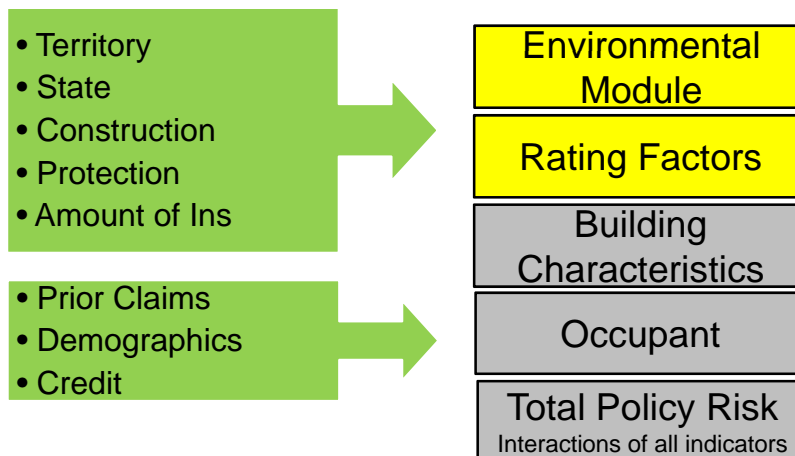 • Territory
• State
• Construction
• Protection
• Amount of Ins
• Prior Claims
• Demographics
• Credit
Environmental
Module
Rating Factors
Building
Characteristics
Occupant
Total Policy Risk
Interactions of all indicators